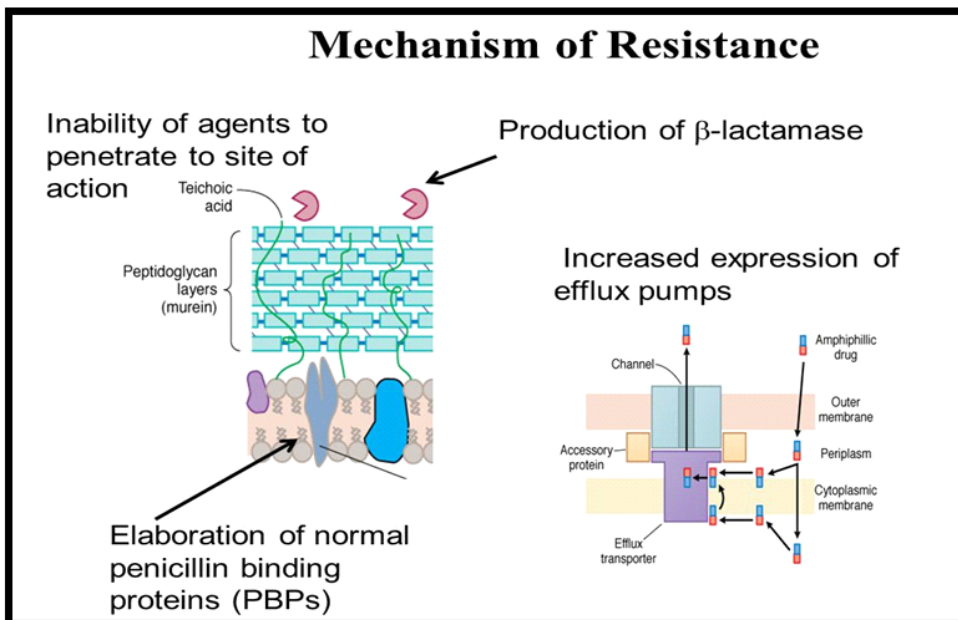 Mechanism of Resistance
Inability of agents to
penetrate to site of
action
Production of β-lactamase
Teichoic
acid
Peptidoglycan
layers
(murein)
Increased expression of
efflux pumps
Amphiphillic
drug
Channel
Outer
membrane
Accessory
protein
Periplasm
Cytoplasmic
membrane
Efflux
transporter
Elaboration of normal
penicillin binding
proteins (PBPs)